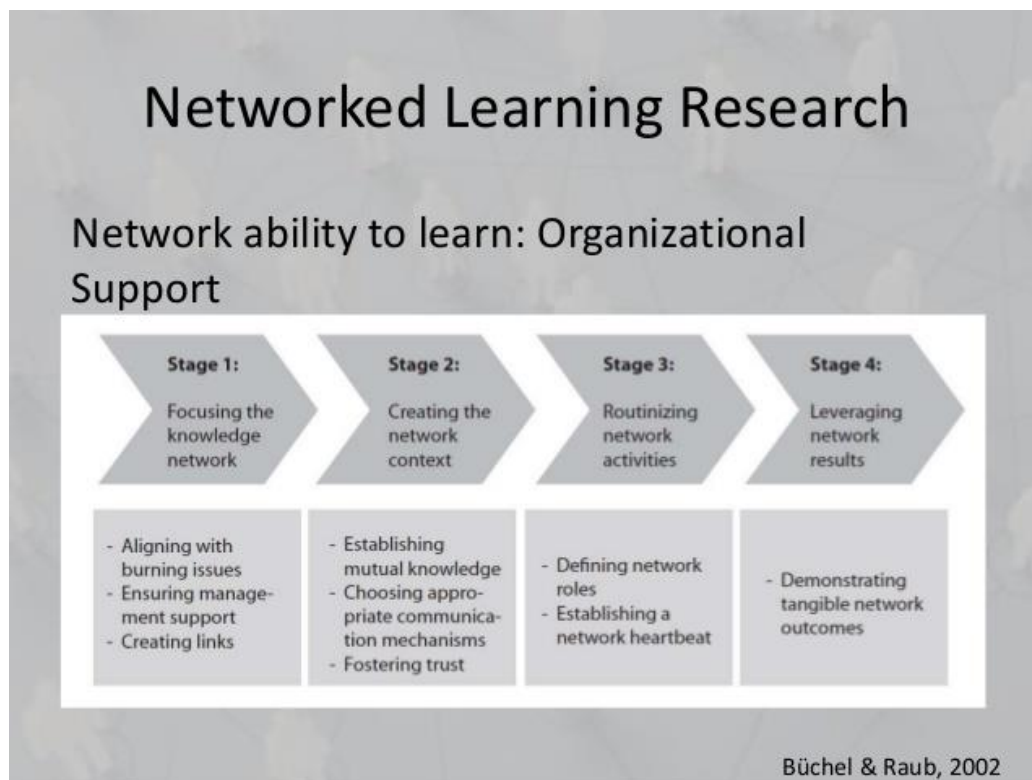 Networked Learning Research
Network ability to learn: Organizational
Support
Stage 1:
Focusing the
knowledge
network
Stage 2:
Creating the
network
context
Stage 3:
Routinizing
network
activities
Stage 4:
Leveraging
network
results
- Aligning with
burning issues
- Ensuring manage-
ment support
- Creating links
- Establishing
mutual knowledge
- Choosing appro-
priate communica-
tion mechanisms
- Fostering trust
- Defining network
roles
- Establishing a
network heartbeat
- Demonstrating
tangible network
outcomes
Büchel & Raub, 2002